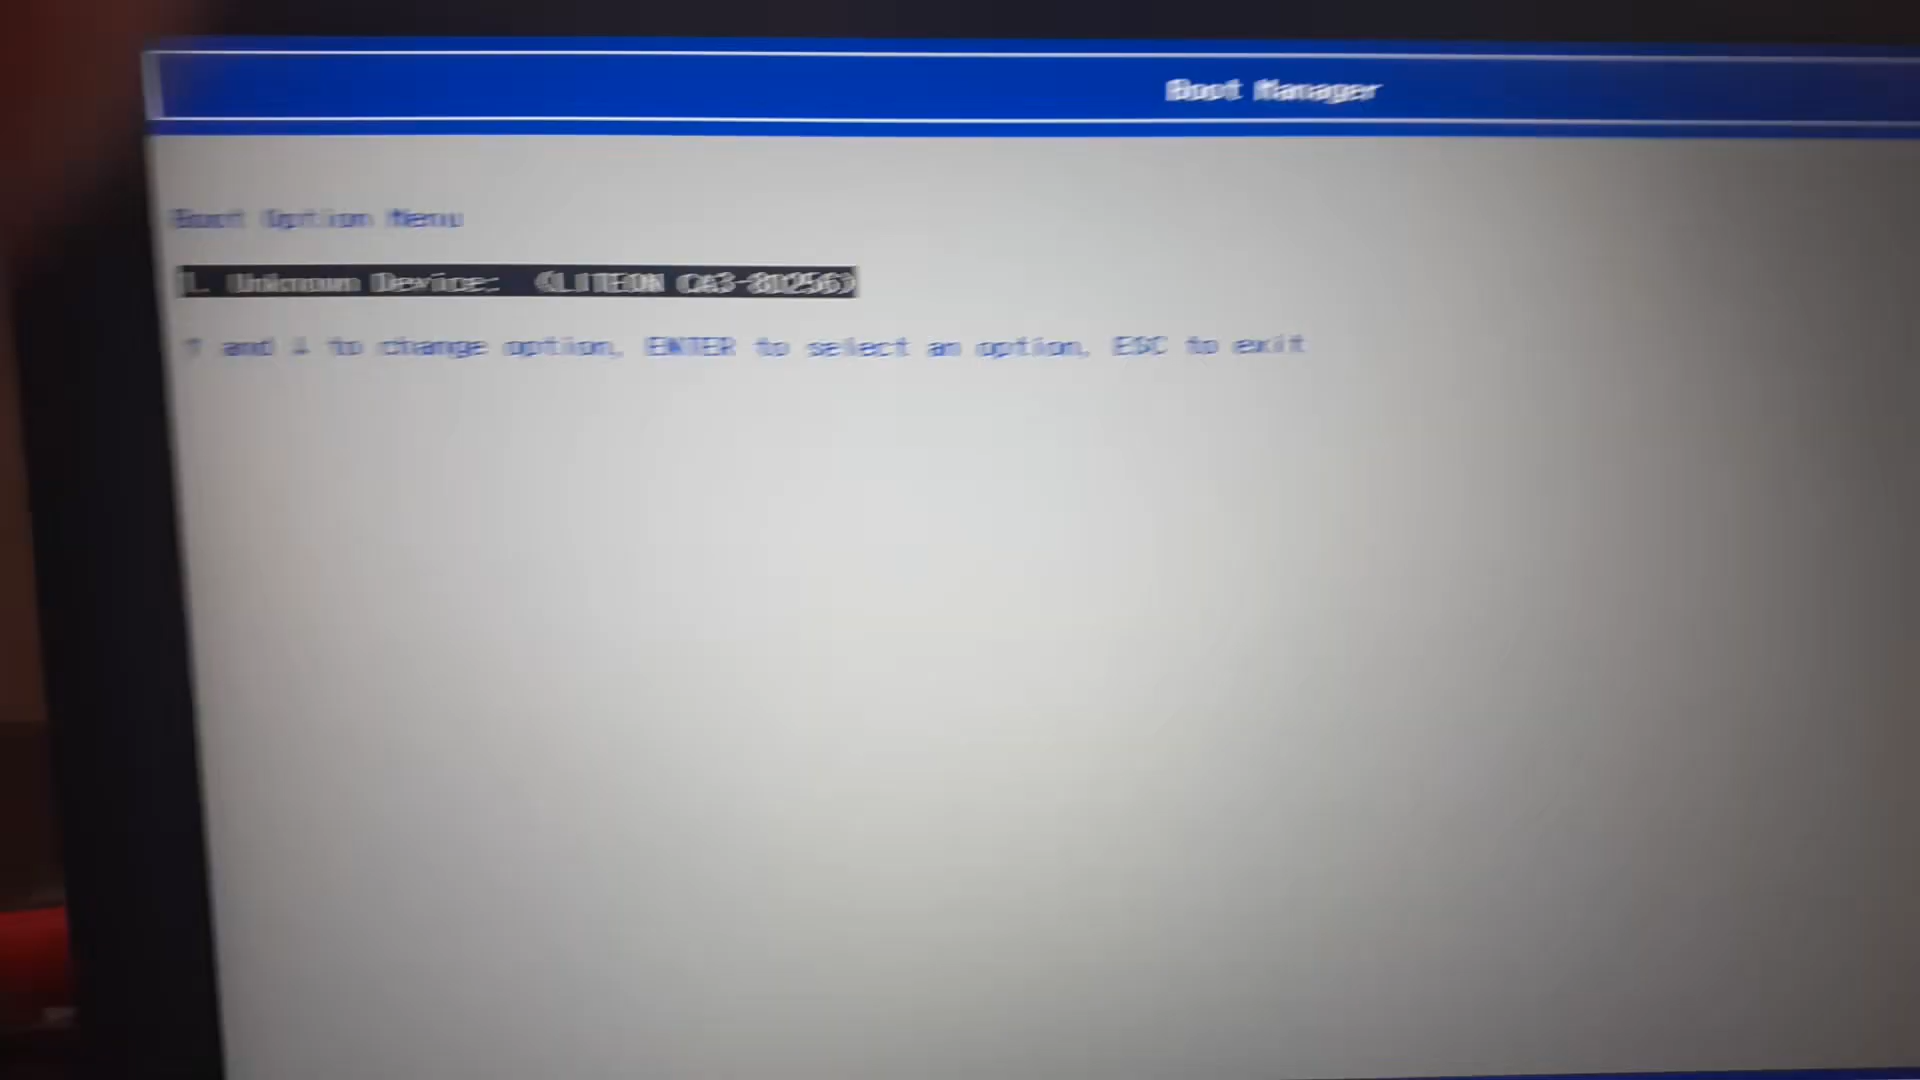 Boot Manager
Boot Option Menu
1. Unknown Device: (LITEON CA3-8D256)
↑ and ↓ to change option, ENTER to select an option, ESC to exit